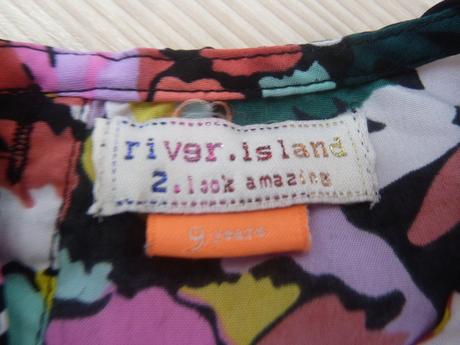 river.island
2.look amazing
9 years